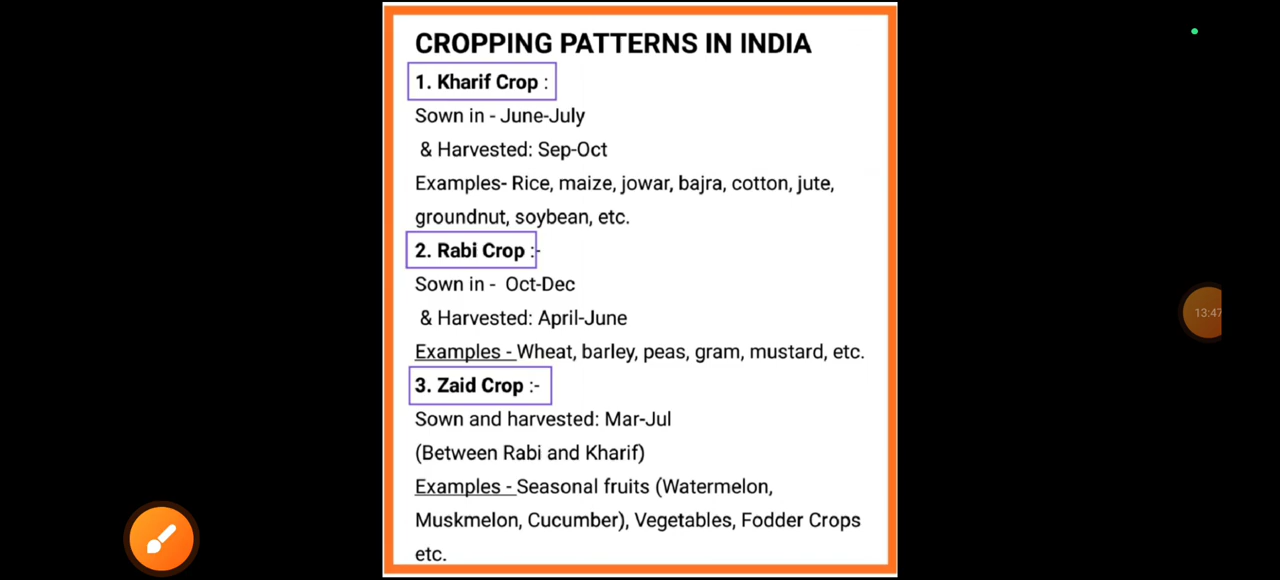 CROPPING PATTERNS IN INDIA
1. Kharif Crop :
Sown in - June-July
& Harvested: Sep-Oct
Examples- Rice, maize, jowar, bajra, cotton, jute,
groundnut, soybean, etc.
2. Rabi Crop :-
Sown in - Oct-Dec
& Harvested: April-June
Examples - Wheat, barley, peas, gram, mustard, etc.
3. Zaid Crop :-
Sown and harvested: Mar-Jul
(Between Rabi and Kharif)
Examples - Seasonal fruits (Watermelon,
Muskmelon, Cucumber), Vegetables, Fodder Crops
etc.
13:47